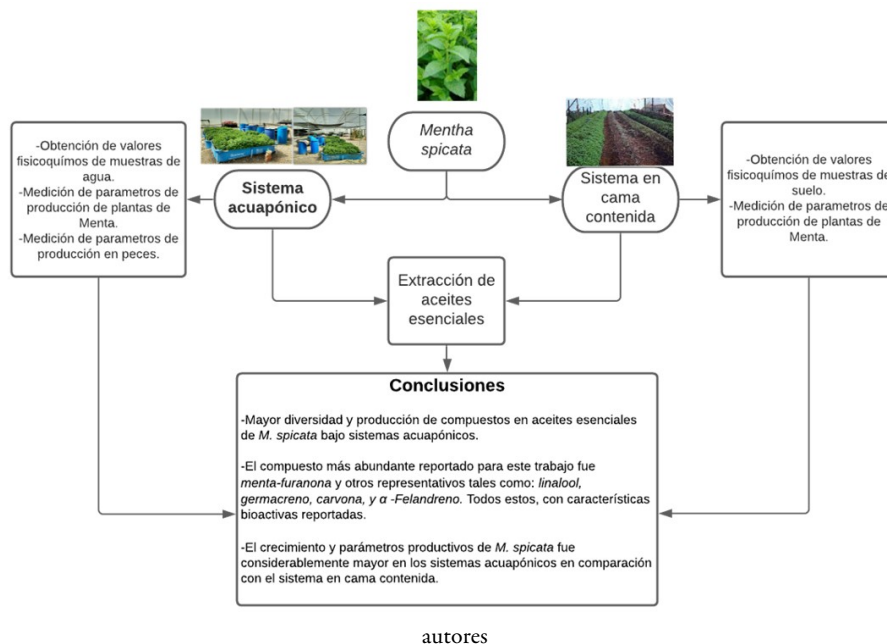 Mentha
spicata
Sistema
acuapónico
Sistema en
cama
contenida
-Obtención de valores
fisicoquímos de muestras de
agua.
-Medición de parametros de
producción de plantas de
Menta.
-Medición de parametros de
producción en peces.
-Obtención de valores
fisicoquímos de muestras de
suelo.
-Medición de parametros de
producción de plantas de
Menta.
Extracción de
aceites
esenciales
Conclusiones
-Mayor diversidad y producción de compuestos en aceites esenciales
de M. spicata bajo sistemas acuapónicos.
-El compuesto más abundante reportado para este trabajo fue
menta-furanona y otros representativos tales como: linalool,
germacreno, carvona, y α -Felandreno. Todos estos, con características
bioactivas reportadas.
-El crecimiento y parámetros productivos de M. spicata fue
considerablemente mayor en los sistemas acuapónicos en comparación
con el sistema en cama contenida.
autores